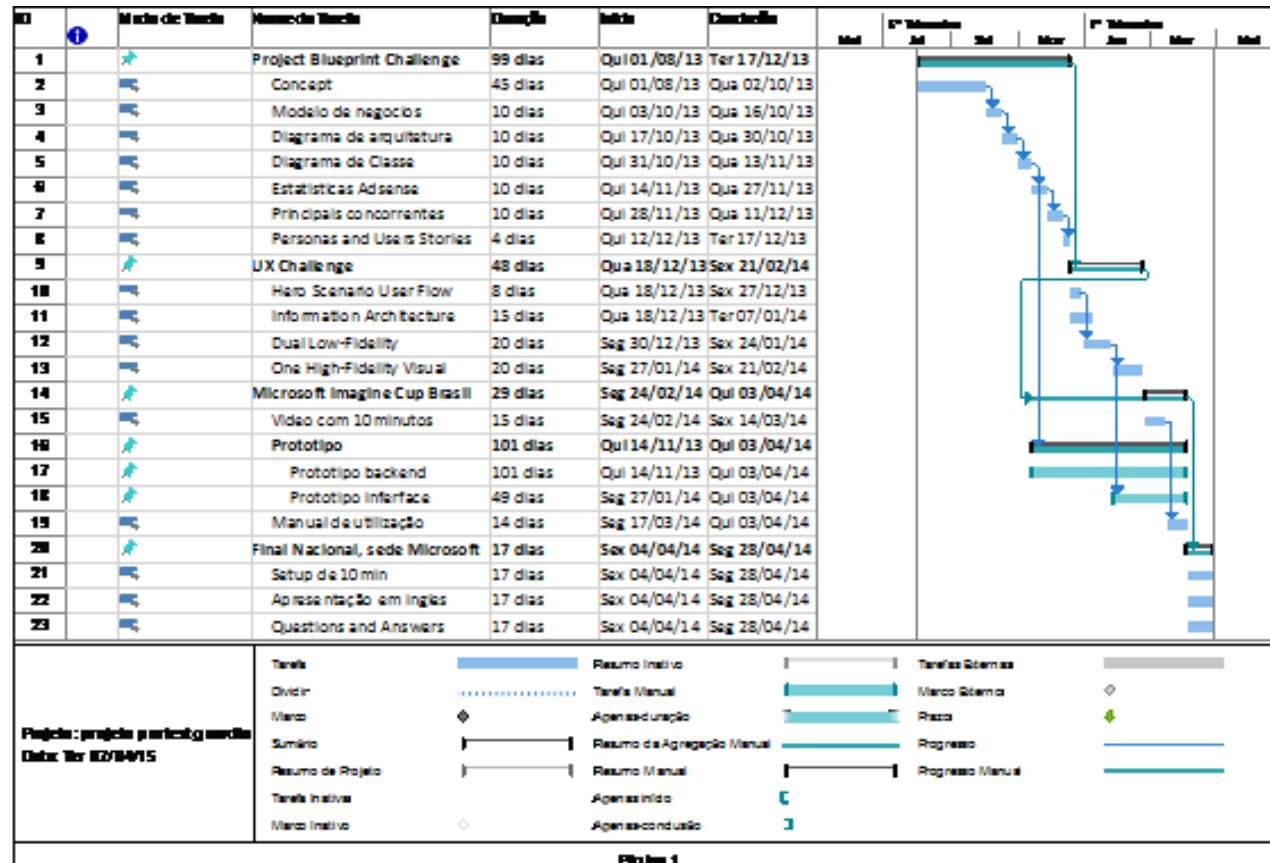 ID Modo de Tarefa Nome da Tarefa Duração Início Conclusão
1 Project Blueprint Challenge 99 dias Qui 01/08/13 Ter 17/12/13
2 Concept 45 dias Qui 01/08/13 Qua 02/10/13
3 Modelo de negocios 10 dias Qui 03/10/13 Qua 16/10/13
4 Diagrama de arquitetura 10 dias Qui 17/10/13 Qua 30/10/13
5 Diagrama de Classe 10 dias Qui 31/10/13 Qua 13/11/13
6 Estatisticas Adsense 10 dias Qui 14/11/13 Qua 27/11/13
7 Principais concorrentes 10 dias Qui 28/11/13 Qua 11/12/13
8 Personas and Users Stories 4 dias Qui 12/12/13 Ter 17/12/13
9 UX Challenge 48 dias Qua 18/12/13 Sex 21/02/14
10 Hero Scenario User Flow 8 dias Qua 18/12/13 Sex 27/12/13
11 Information Architecture 15 dias Qua 18/12/13 Ter 07/01/14
12 Dual Low-Fidelity 20 dias Seg 30/12/13 Sex 24/01/14
13 One High-Fidelity Visual 20 dias Seg 27/01/14 Sex 21/02/14
14 Microsoft Imagine Cup Brasil 29 dias Seg 24/02/14 Qui 03/04/14
15 Video com 10 minutos 15 dias Seg 24/02/14 Sex 14/03/14
16 Prototipo 101 dias Qui 14/11/13 Qui 03/04/14
17 Prototipo backend 101 dias Qui 14/11/13 Qui 03/04/14
18 Prototipo inferface 49 dias Seg 27/01/14 Qui 03/04/14
19 Manual de utilização 14 dias Seg 17/03/14 Qui 03/04/14
20 Final Nacional, sede Microsoft 17 dias Sex 04/04/14 Seg 28/04/14
21 Setup de 10 min 17 dias Sex 04/04/14 Seg 28/04/14
22 Apresentação em ingles 17 dias Sex 04/04/14 Seg 28/04/14
23 Questions and Answers 17 dias Sex 04/04/14 Seg 28/04/14
Tarefa Resumo Inativo Tarefas Externas
Dividir Tarefa Manual Marco Externo
Marco Apenas duração Prazo
Sumário Resumo da Agregação Manual Progresso
Resumo do Projeto Resumo Manual Progresso Manual
Tarefa Inativa Apenas início
Marco Inativo Apenas conclusão
Projeto: projeto
Data: Ter
Página 1